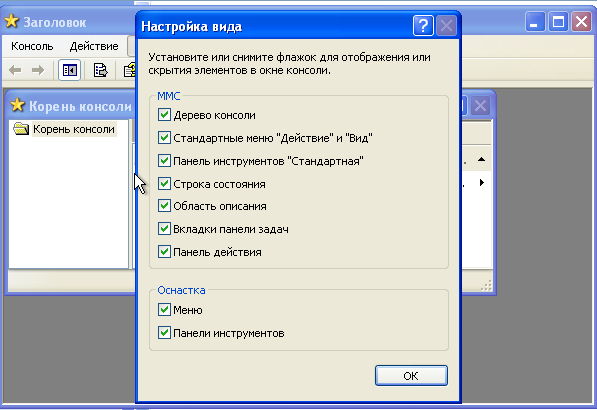 Заголовок
Консоль Действие
Корень консоли
Корень консоли
Настройка вида
Установите или снимите флажок для отображения или
скрытия элементов в окне консоли.
MMC
Дерево консоли
Стандартные меню "Действие" и "Вид"
Панель инструментов "Стандартная"
Строка состояния
Область описания
Вкладки панели задач
Панель действия
Оснастка
Меню
Панели инструментов
OK